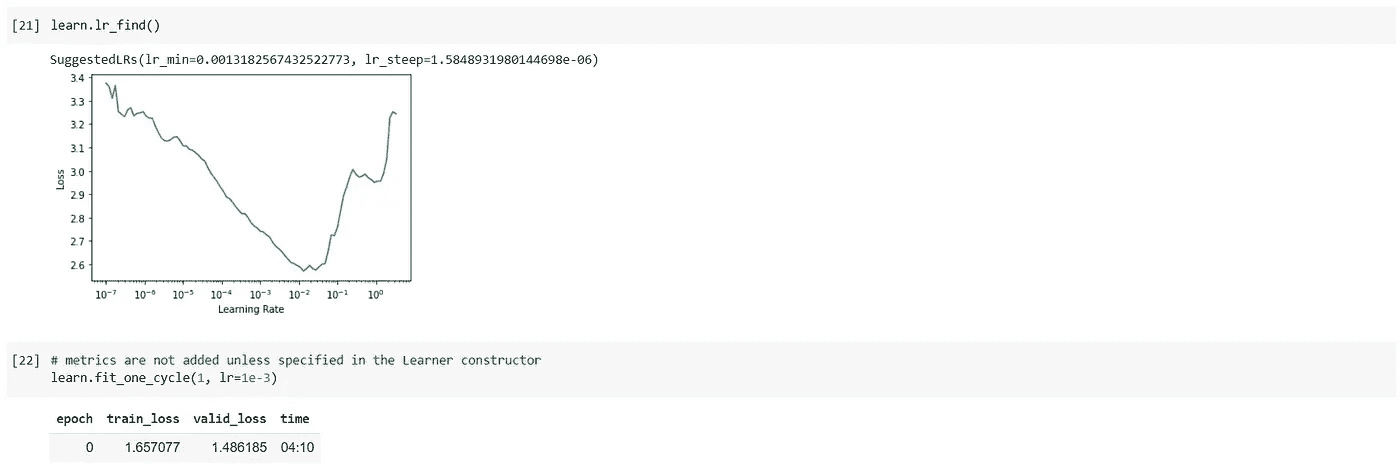 [21] learn.lr_find()
SuggestedLRs(lr_min=0.0013182567432522773, lr_steep=1.5848931980144698e-06)
3.4
3.3
3.2
3.1
3.0
2.9
2.8
2.7
2.6
Loss
10⁻⁷ 10⁻⁶ 10⁻⁵ 10⁻⁴ 10⁻³ 10⁻² 10⁻¹ 10⁰
Learning Rate
[22] # metrics are not added unless specified in the Learner constructor
learn.fit_one_cycle(1, lr=1e-3)
epoch train_loss valid_loss time
0 1.657077 1.486185 04:10